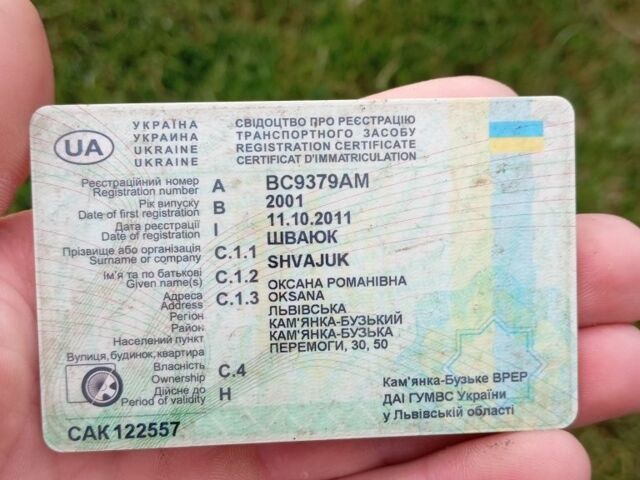 UA
УКРАЇНА
УКРАИНА
UKRAINE
UKRAINE
СВІДОЦТВО ПРО РЕЄСТРАЦІЮ
ТРАНСПОРТНОГО ЗАСОБУ
REGISTRATION CERTIFICATE
CERTIFICAT D'IMMATRICULATION
Реєстраційний номер A BC9379AM
Registration number
Рік випуску B 2001
Date of first registration
Дата реєстрації I 11.10.2011
Date of registration
Прізвище або організація C.1.1 ШВАЮК
Surname or company SHVAJUK
Ім'я та по батькові C.1.2 ОКСАНА РОМАНІВНА
Given name(s) OKSANA
Адреса C.1.3 ЛЬВІВСЬКА
Address
Регіон КАМ'ЯНКА-БУЗЬКИЙ
Район КАМ'ЯНКА-БУЗЬКА
Населений пункт ПЕРЕМОГИ, 30, 50
Вулиця, будинок, квартира
Власність C.4
Ownership
Дійсне до H
Period of validity
Кам'янка-Бузьке ВРЕР
ДАІ ГУМВС України
у Львівській області
САК 122557